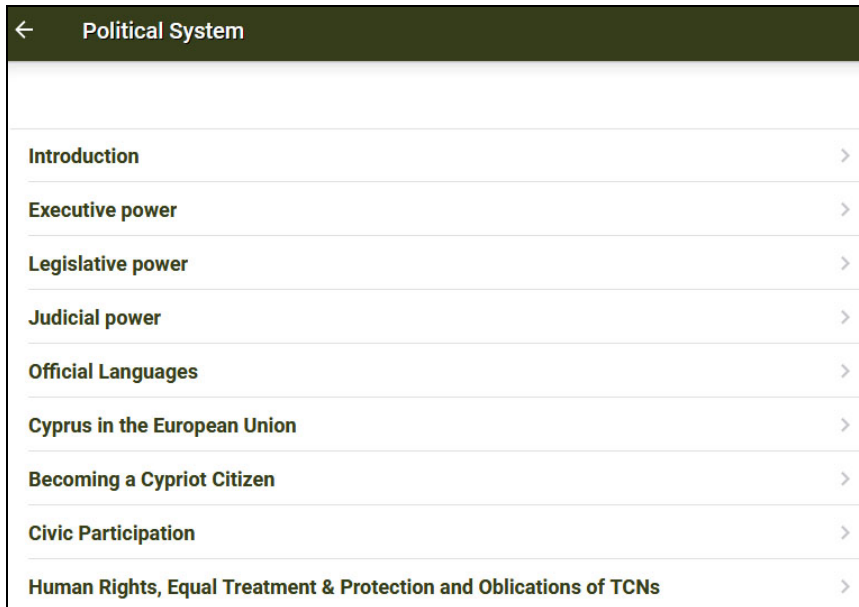 Political System
Introduction
Executive power
Legislative power
Judicial power
Official Languages
Cyprus in the European Union
Becoming a Cypriot Citizen
Civic Participation
Human Rights, Equal Treatment & Protection and Oblications of TCNs